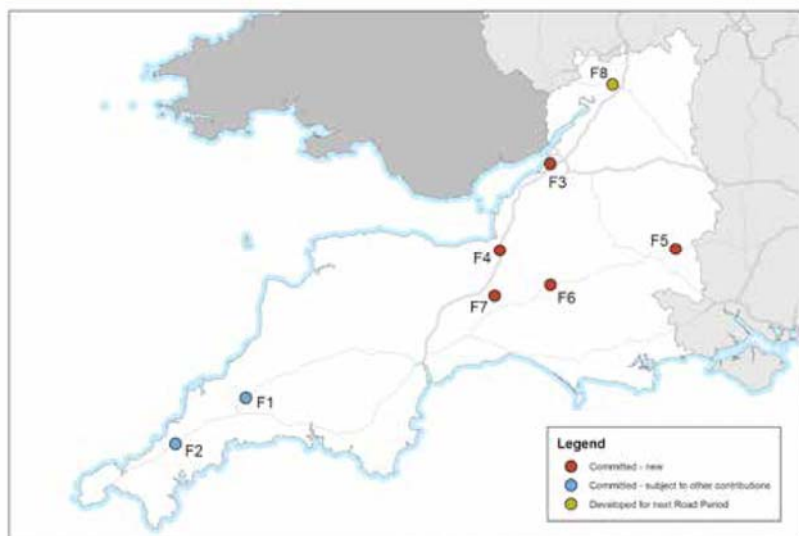 F8
F3
F4
F5
F6
F7
F1
F2
Legend
Committed - new
Committed - subject to other contributions
Developed for next Road Period